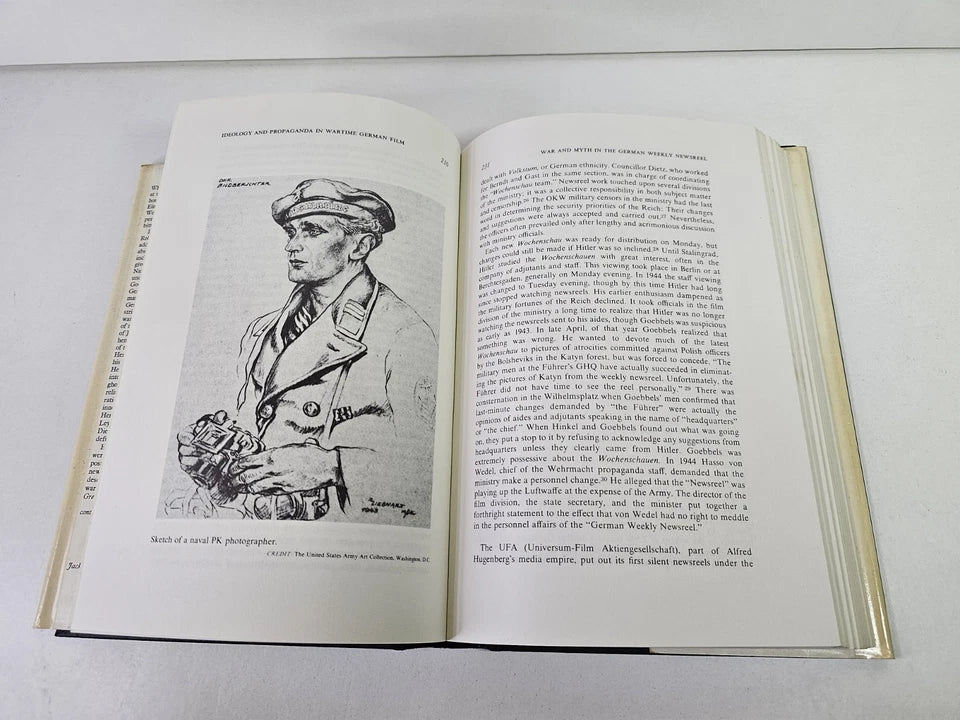 IDEOLOGY AND PROPAGANDA IN WARTIME GERMAN FILM
230
DER
BILDBERICHTER
1943
Sketch of a naval PK photographer.
CREDIT: The United States Army Art Collection, Washington, D.C.
231
WAR AND MYTH IN THE GERMAN WEEKLY NEWSREEL
dealt with Volkstum, or German ethnicity. Councillor Dietz, who worked
for Berndt and Gast in the same section, was in charge of coordinating
the "Wochenschau team." Newsreel work touched upon several divisions
of the ministry; it was a collective responsibility in both subject matter
and censorship.26 The OKW military censors in the ministry had the last
word in determining the security priorities of the Reich. Their changes
and suggestions were always accepted and carried out.27 Nevertheless,
the officers often prevailed only after lengthy and acrimonious discussion
with ministry officials.
Each new Wochenschau was ready for distribution on Monday, but
changes could still be made if Hitler was so inclined.28 Until Stalingrad,
Hitler studied the Wochenschauen with great interest, often in the
company of adjutants and staff. This viewing took place in Berlin or at
Berchtesgaden, generally on Monday evening. In 1944 the staff viewing
was changed to Tuesday evening, though by this time Hitler had long
since stopped watching newsreels. His earlier enthusiasm dampened as
the military fortunes of the Reich declined. It took officials in the film
division of the ministry a long time to realize that Hitler was no longer
watching the newsreels sent to his aides, though Goebbels was suspicious
as early as 1943. In late April, of that year Goebbels realized that
something was wrong. He wanted to devote much of the latest
Wochenschau to pictures of atrocities committed against Polish officers
by the Bolsheviks in the Katyn forest, but was forced to concede, "The
military men at the Führer's GHQ have actually succeeded in eliminat-
ing the pictures of Katyn from the weekly newsreel. Unfortunately, the
Führer did not have time to see the reel personally."29 There was
consternation in the Wilhelmsplatz when Goebbels' men confirmed that
last-minute changes demanded by "the Führer" were actually the
opinions of aides and adjutants speaking in the name of "headquarters"
or "the chief." When Hinkel and Goebbels found out what was going
on, they put a stop to it by refusing to acknowledge any suggestions from
headquarters unless they clearly came from Hitler. Goebbels was
extremely possessive about the Wochenschauen. In 1944 Hasso von
Wedel, chief of the Wehrmacht propaganda staff, demanded that the
ministry make a personnel change.30 He alleged that the "Newsreel" was
playing up the Luftwaffe at the expense of the Army. The director of the
film division, the state secretary, and the minister put together a
forthright statement to the effect that von Wedel had no right to meddle
in the personnel affairs of the "German Weekly Newsreel."
The UFA (Universum-Film Aktiengesellschaft), part of Alfred
Hugenberg's media empire, put out its first silent newsreels under the